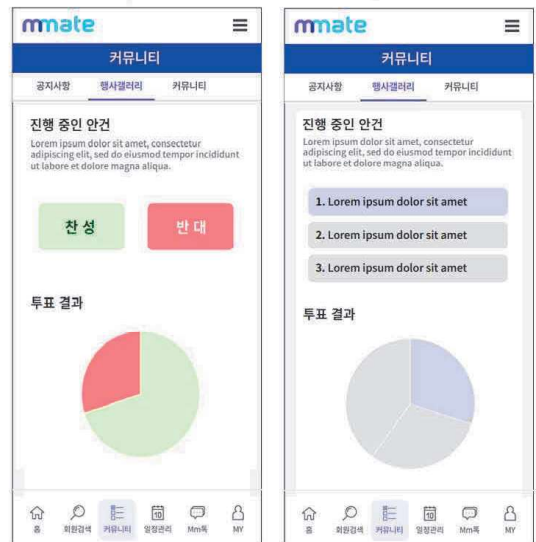 mmate
커뮤니티
공지사항 행사갤러리 커뮤니티
진행 중인 안건
Lorem ipsum dolor sit amet, consectetur
adipiscing elit, sed do eiusmod tempor incididunt
ut labore et dolore magna aliqua.
찬 성 반 대
투표 결과
홈 회원검색 커뮤니티 일정관리 Mm톡 MY
mmate
커뮤니티
공지사항 행사갤러리 커뮤니티
진행 중인 안건
Lorem ipsum dolor sit amet, consectetur
adipiscing elit, sed do eiusmod tempor incididunt
ut labore et dolore magna aliqua.
1. Lorem ipsum dolor sit amet
2. Lorem ipsum dolor sit amet
3. Lorem ipsum dolor sit amet
투표 결과
10
홈 회원검색 커뮤니티 일정관리 Mm톡 MY